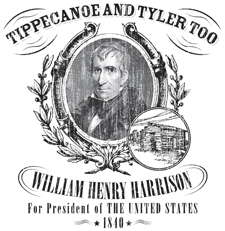 TIPPECANOE AND TYLER TOO
WILLIAM HENRY HARRISON
For President of THE UNITED STATES
1840